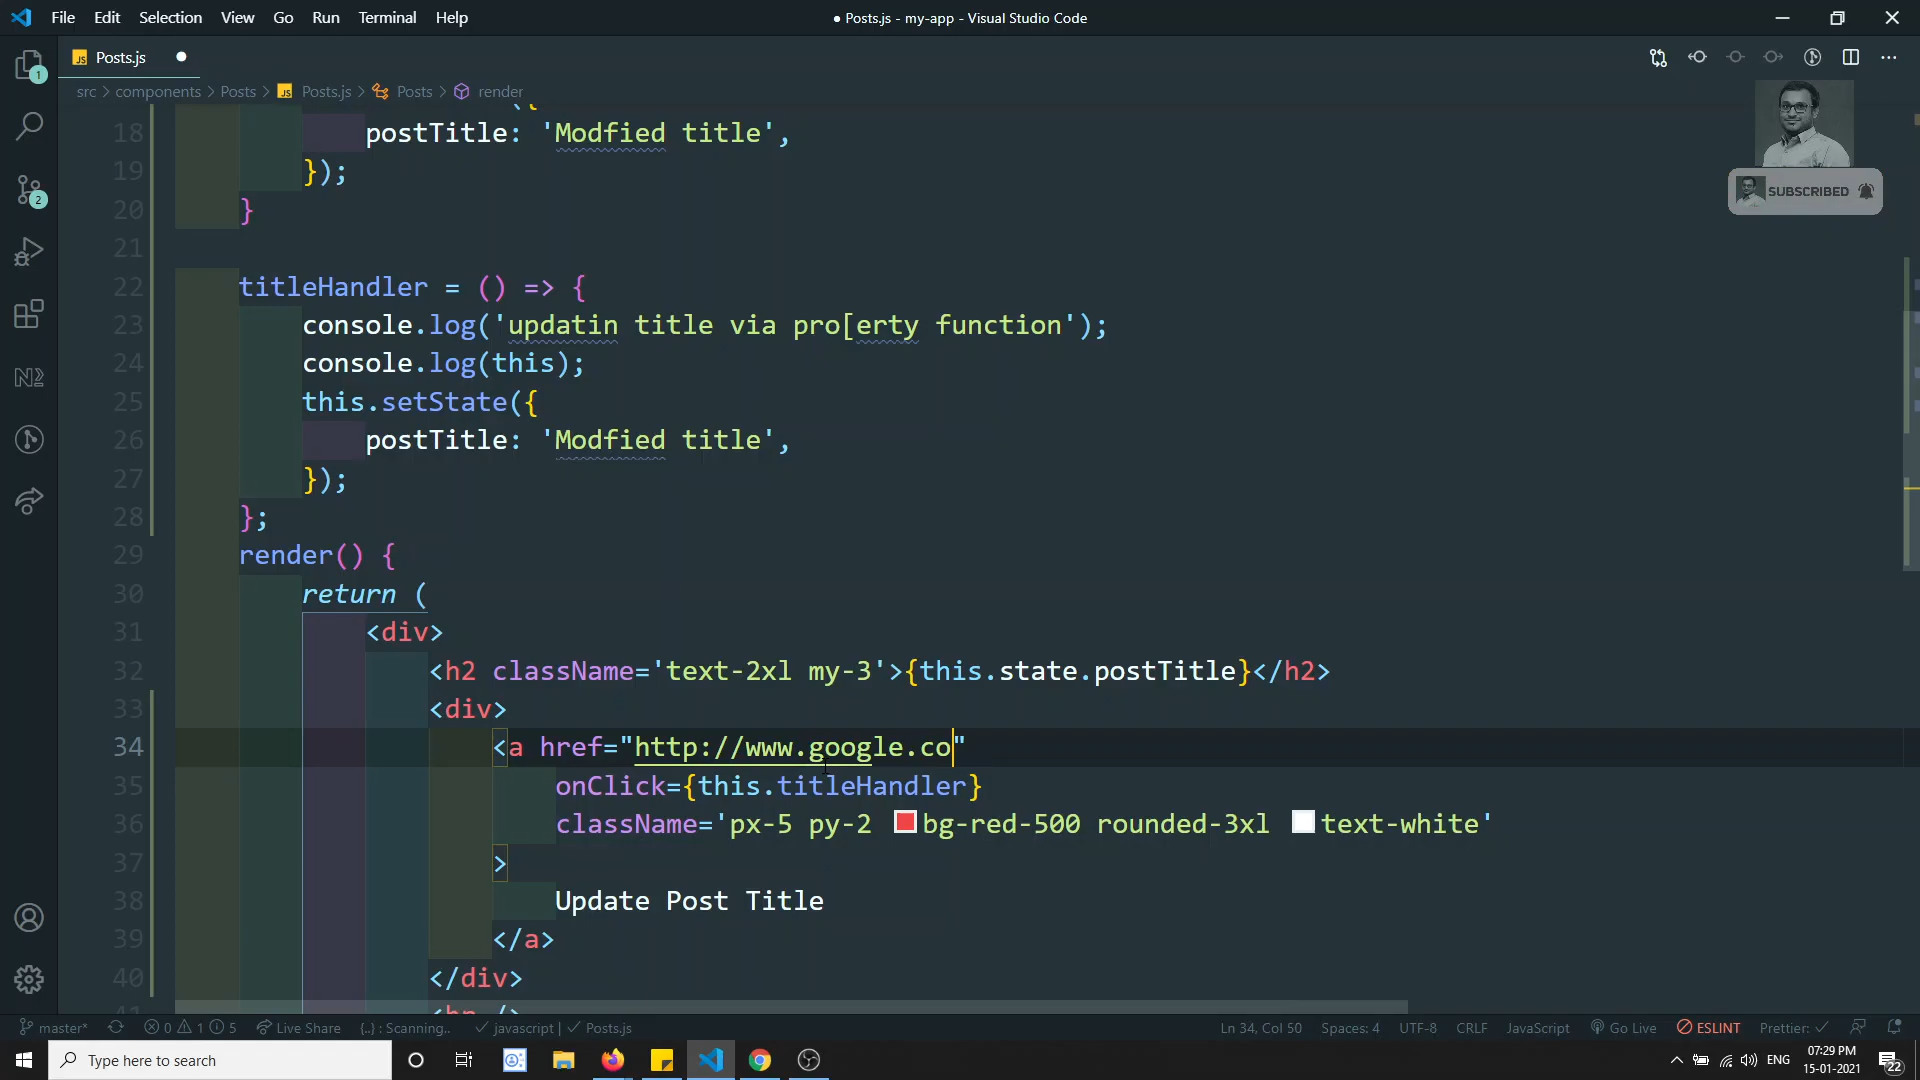 File Edit Selection View Go Run Terminal Help
● Posts.js - my-app - Visual Studio Code
JS Posts.js ●
1
src > components > Posts > JS Posts.js > Posts > render
18 postTitle: 'Modfied title',
19 });
20 }
SUBSCRIBED
2
21
22 titleHandler = () => {
23 console.log('updatin title via pro[erty function');
24 console.log(this);
25 this.setState({
26 postTitle: 'Modfied title',
27 });
28 };
29 render() {
30 return (
31 <div>
32 <h2 className='text-2xl my-3'>{this.state.postTitle}</h2>
33 <div>
34 <a href="http://www.google.co"
35 onClick={this.titleHandler}
36 className='px-5 py-2 bg-red-500 rounded-3xl text-white'
37 >
38 Update Post Title
39 </a>
40 </div>
master* 0 1 5 Live Share {..} : Scanning.. ✓ javascript | ✓ Posts.js
Ln 34, Col 50 Spaces: 4 UTF-8 CRLF JavaScript Go Live ESLINT Prettier: ✓
Type here to search
ENG 07:29 PM
15-01-2021
22